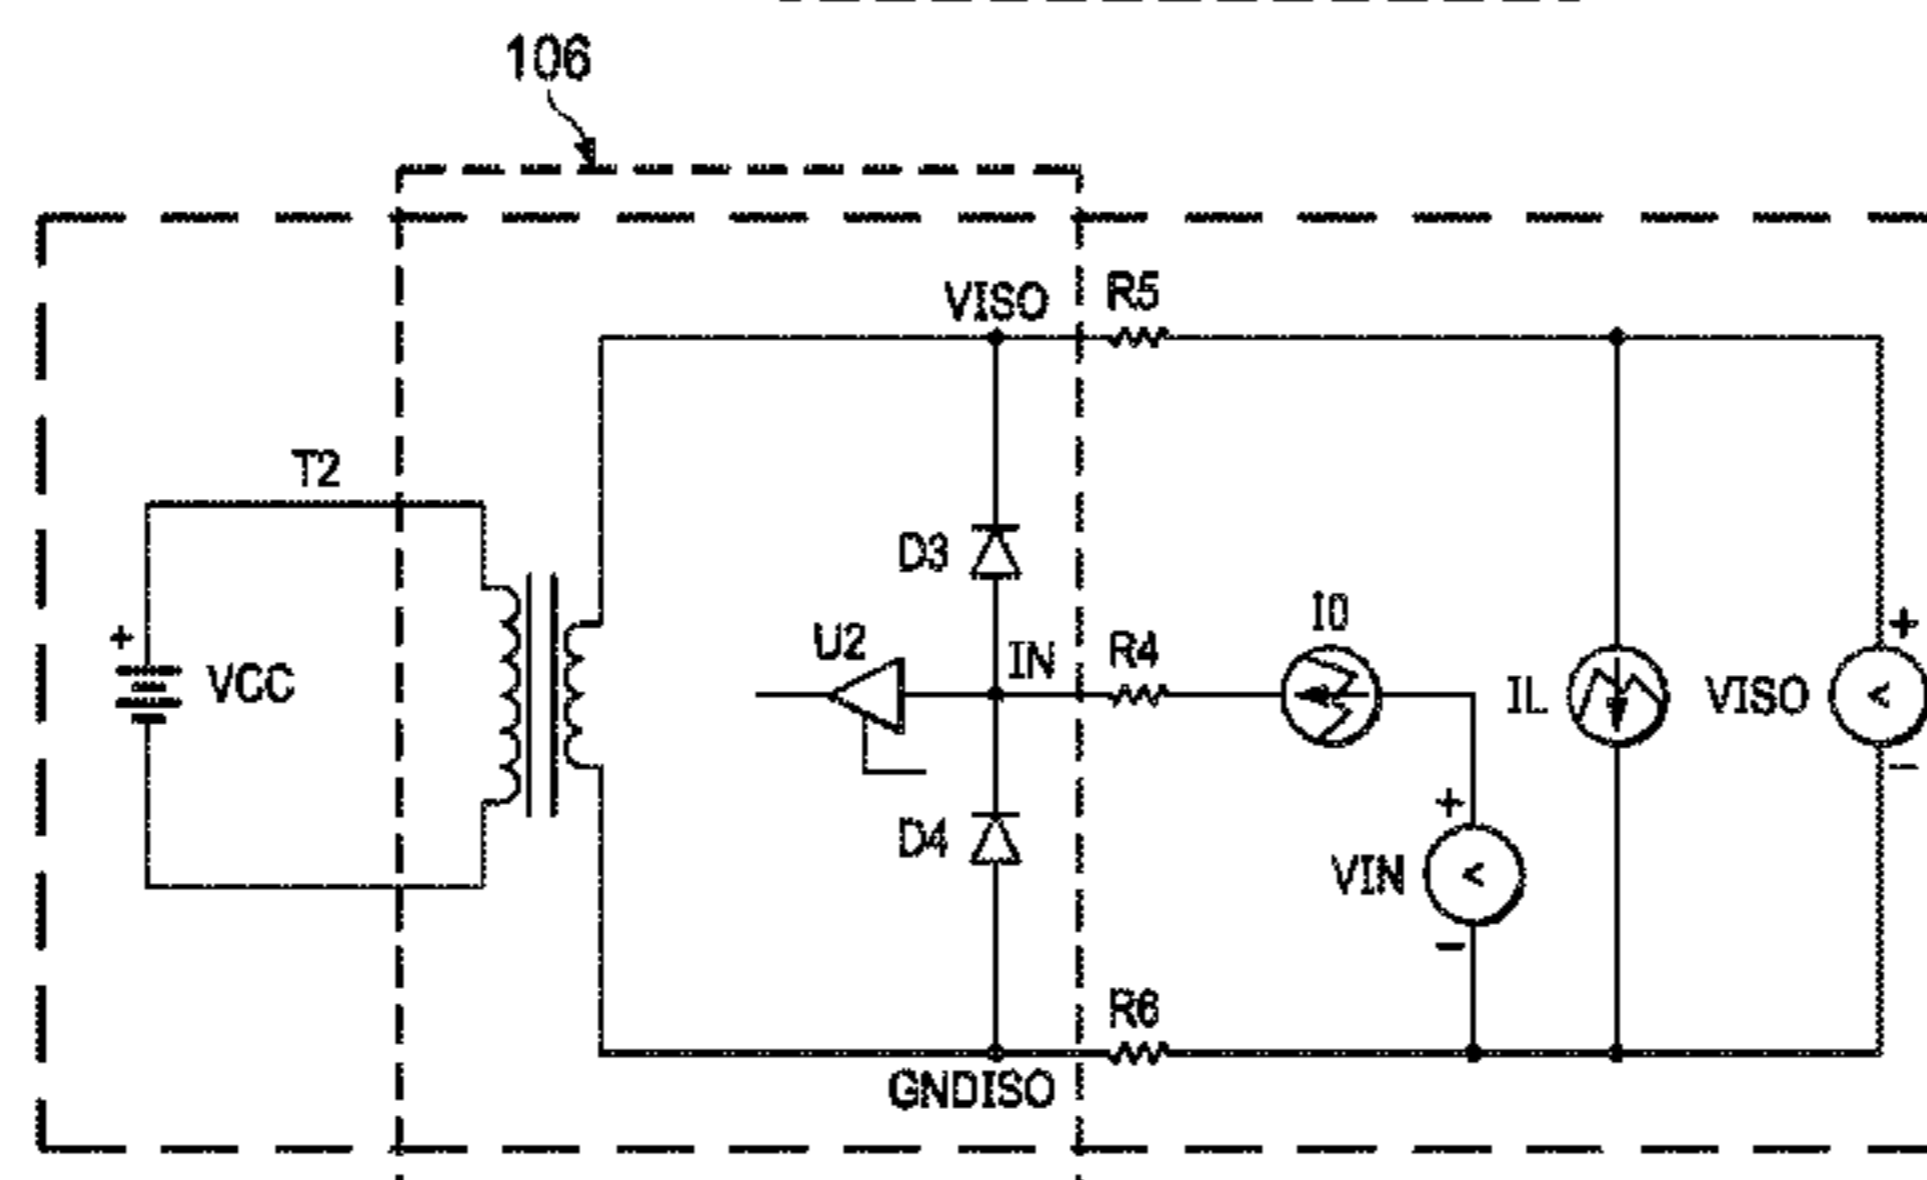 106
VISO
R5
T2
D3
I0
U2
IN
R4
+
+
VCC
IL
VISO
-
+
D4
VIN
-
R6
GNDISO